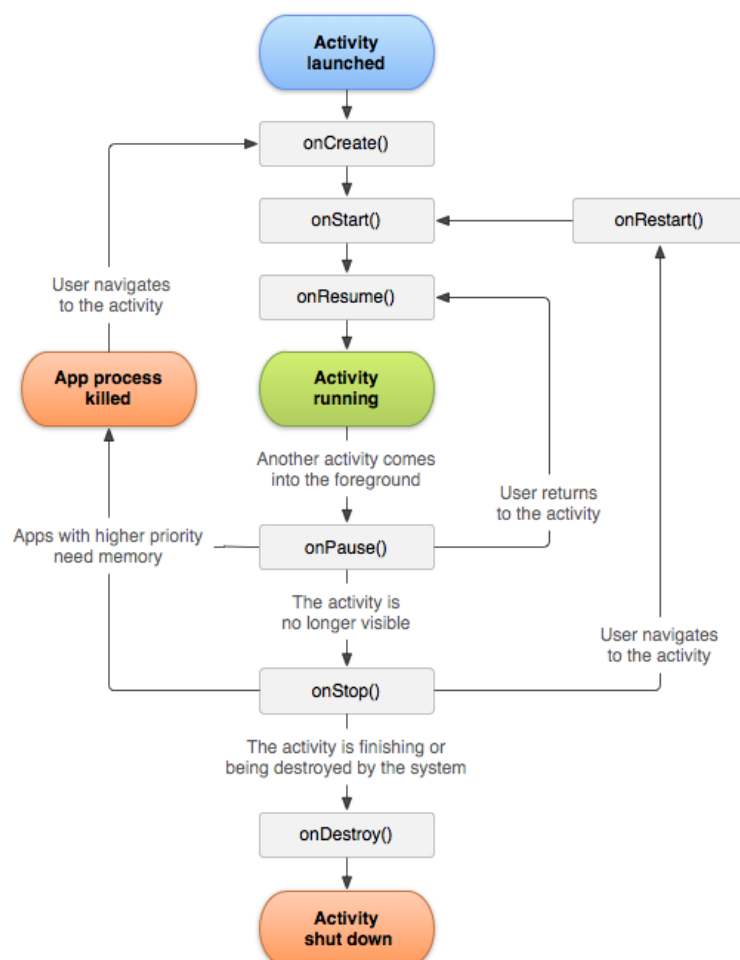 Activity
launched
onCreate()
onStart()
onRestart()
User navigates
to the activity
onResume()
App process
killed
Activity
running
Another activity comes
into the foreground
User returns
to the activity
Apps with higher priority
need memory
onPause()
The activity is
no longer visible
User navigates
to the activity
onStop()
The activity is finishing or
being destroyed by the system
onDestroy()
Activity
shut down